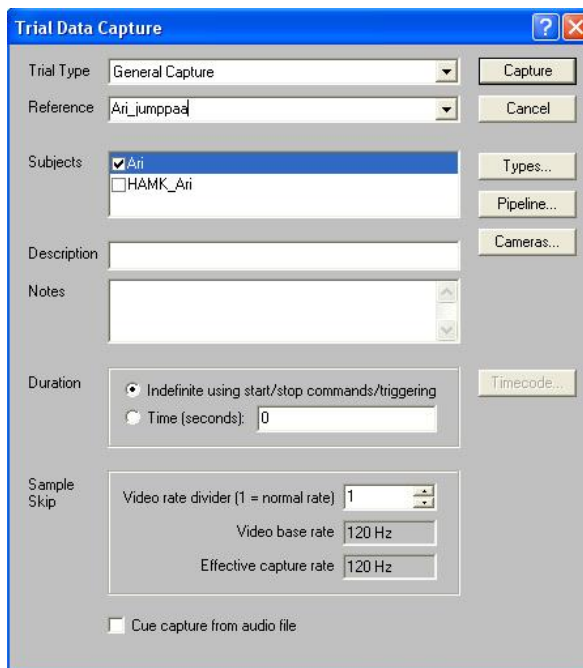 Trial Data Capture
Trial Type General Capture Capture
Reference Ari_jumppaa Cancel
Subjects Ari Types...
HAMK_Ari
Pipeline...
Cameras...
Description
Notes
Duration Indefinite using start/stop commands/triggering Timecode...
Time (seconds): 0
Sample
Skip
Video rate divider (1 = normal rate) 1
Video base rate 120 Hz
Effective capture rate 120 Hz
Cue capture from audio file